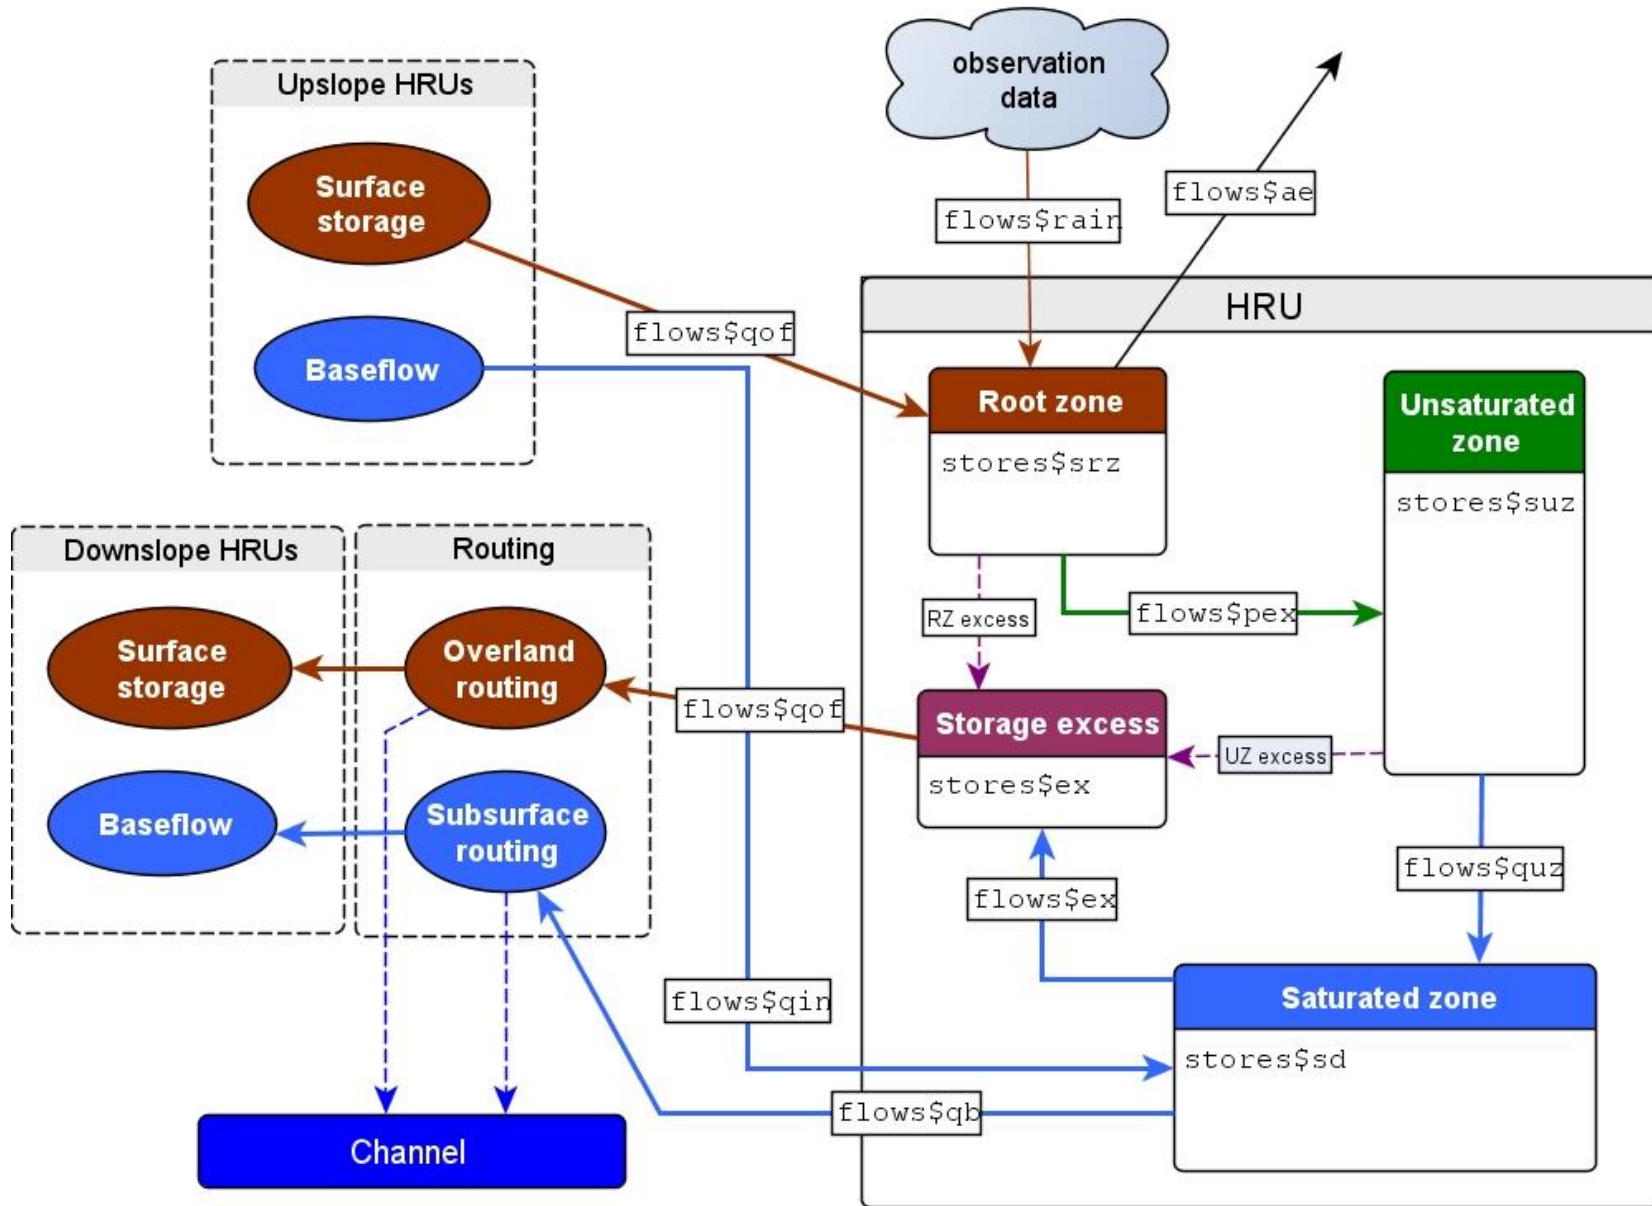 observation
data
Upslope HRUs
Surface
storage
Baseflow
flows$ae
flows$rain
flows$qof
HRU
Root zone
stores$srz
Unsaturated
zone
stores$suz
Downslope HRUs
Routing
Surface
storage
Overland
routing
Baseflow
Subsurface
routing
RZ excess
flows$pex
flows$qof
Storage excess
stores$ex
UZ excess
flows$quz
flows$ex
flows$qin
Saturated zone
stores$sd
flows$qb
Channel